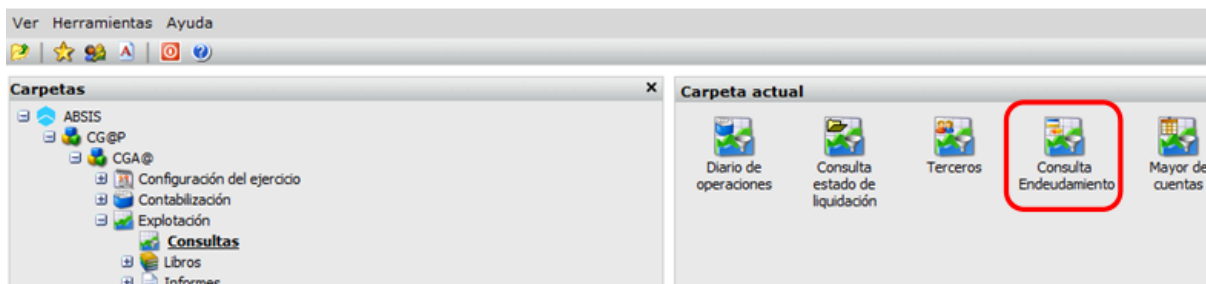 Ver Herramientas Ayuda
Carpetas x
ABSIS
CG@P
CGA@
Configuración del ejercicio
Contabilización
Explotación
Consultas
Libros
Informes
Carpeta actual
Diario de
operaciones
Consulta
estado de
liquidación
Terceros
Consulta
Endeudamiento
Mayor de
cuentas